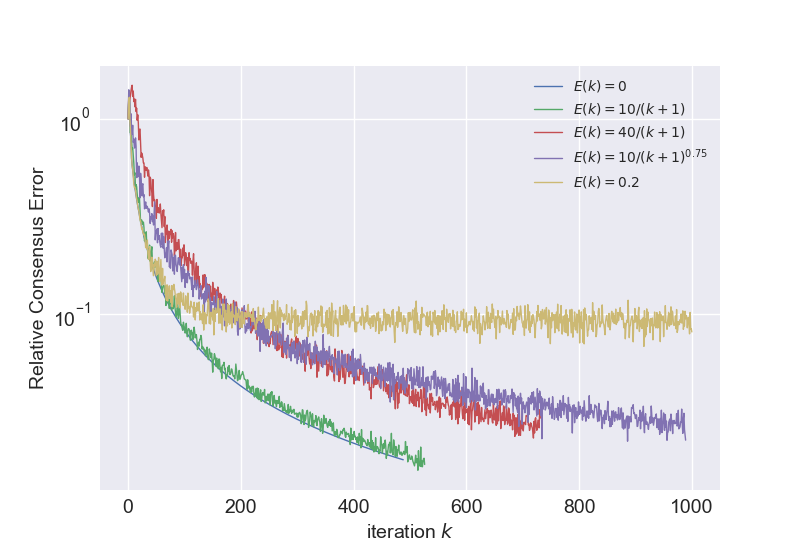 E(k) = 0
E(k) = 10/(k + 1)
E(k) = 40/(k + 1)
E(k) = 10/(k + 1)^0.75
E(k) = 0.2
10^0
10^−1
Relative Consensus Error
0 200 400 600 800 1000
iteration k